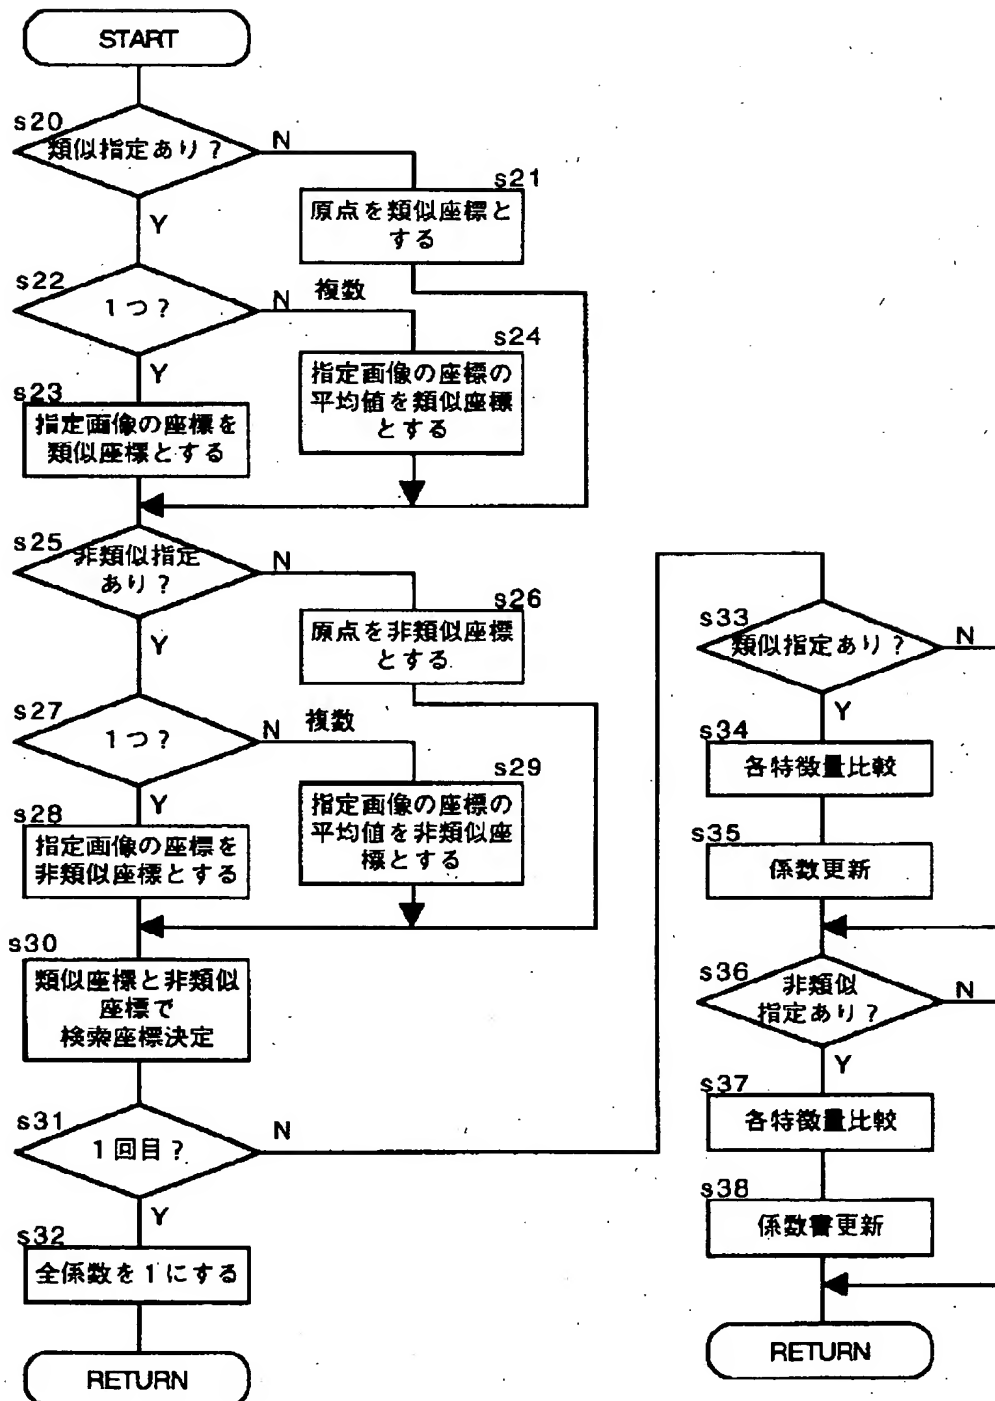 START
s20
類似指定あり？
N
s21
原点を類似座標と
する
Y
s22
1つ？
N
複数
s24
指定画像の座標の
平均値を類似座標
とする
Y
s23
指定画像の座標を
類似座標とする
s25
非類似指定
あり？
N
s26
原点を非類似座標
とする
Y
s27
1つ？
N
複数
s29
指定画像の座標の
平均値を非類似座
標とする
Y
s28
指定画像の座標を
非類似座標とする
s30
類似座標と非類似
座標で
検索座標決定
s31
1回目？
N
Y
s32
全係数を1にする
RETURN
s33
類似指定あり？
N
Y
s34
各特徴量比較
s35
係数更新
s36
非類似
指定あり？
N
Y
s37
各特徴量比較
s38
係数書更新
RETURN